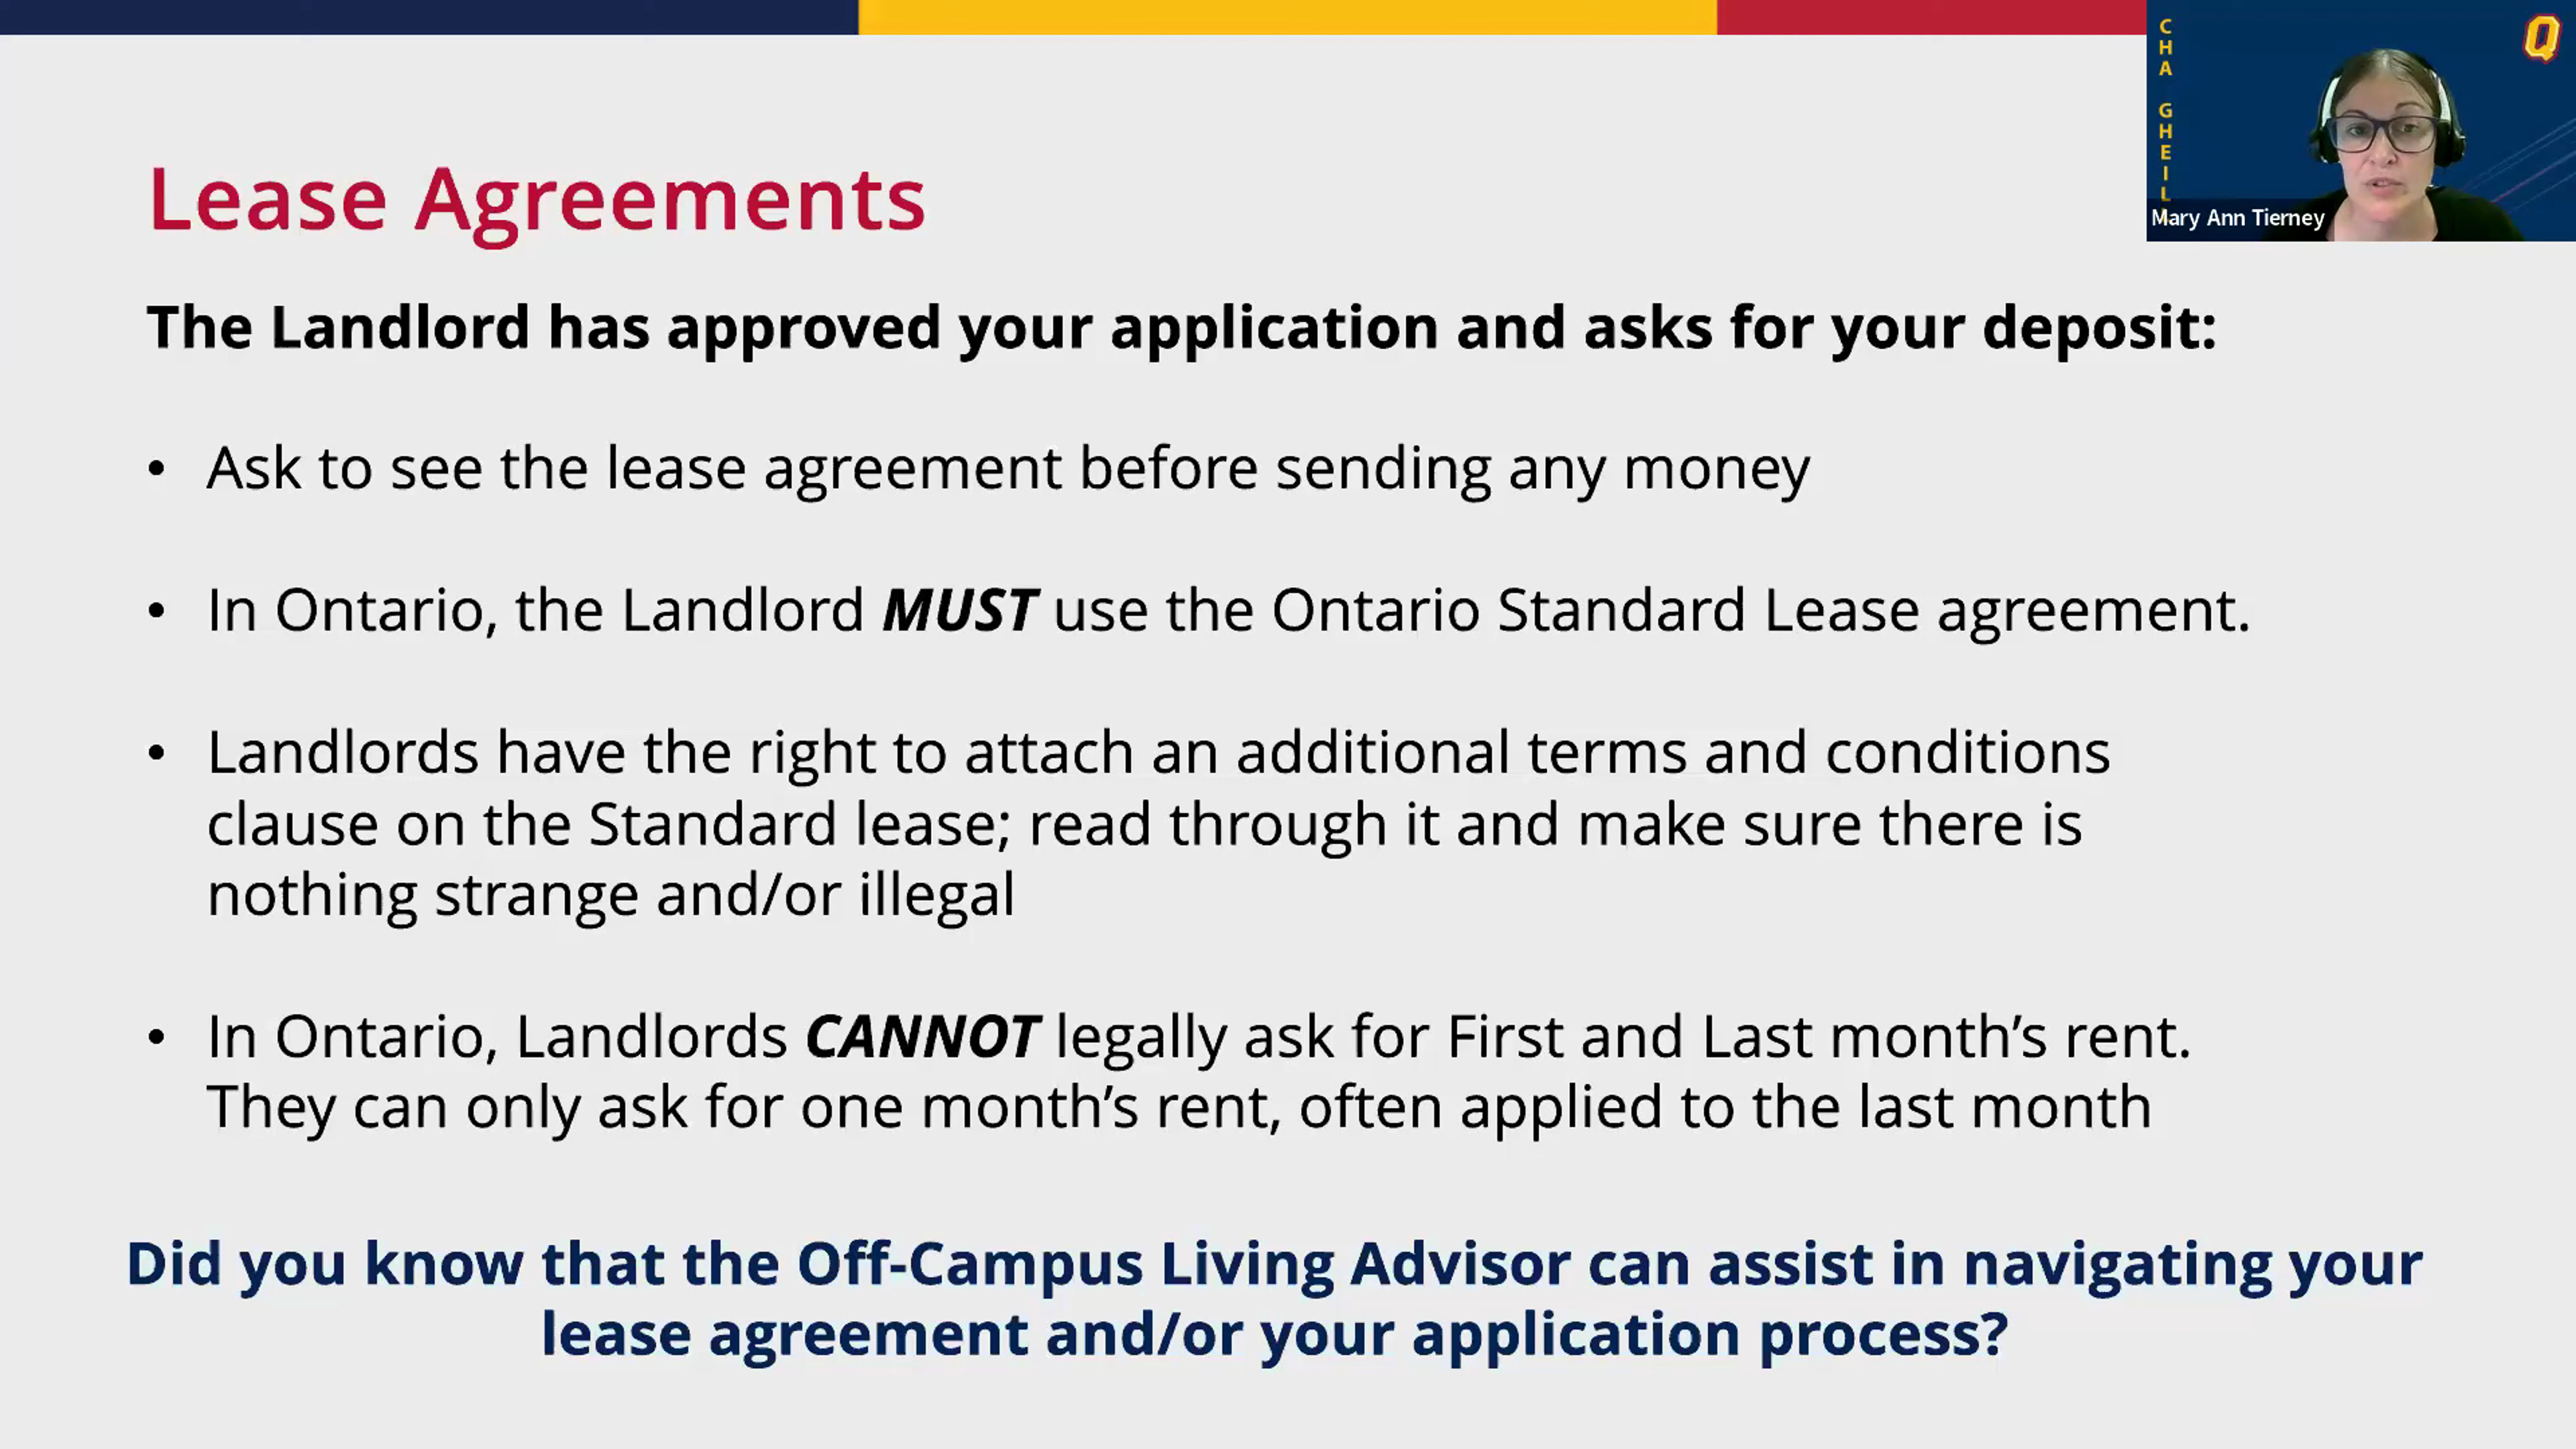 CHA GHEIL
Q
Mary Ann Tierney
Lease Agreements
The Landlord has approved your application and asks for your deposit:
• Ask to see the lease agreement before sending any money
• In Ontario, the Landlord MUST use the Ontario Standard Lease agreement.
• Landlords have the right to attach an additional terms and conditions
clause on the Standard lease; read through it and make sure there is
nothing strange and/or illegal
• In Ontario, Landlords CANNOT legally ask for First and Last month’s rent.
They can only ask for one month’s rent, often applied to the last month
Did you know that the Off-Campus Living Advisor can assist in navigating your
lease agreement and/or your application process?